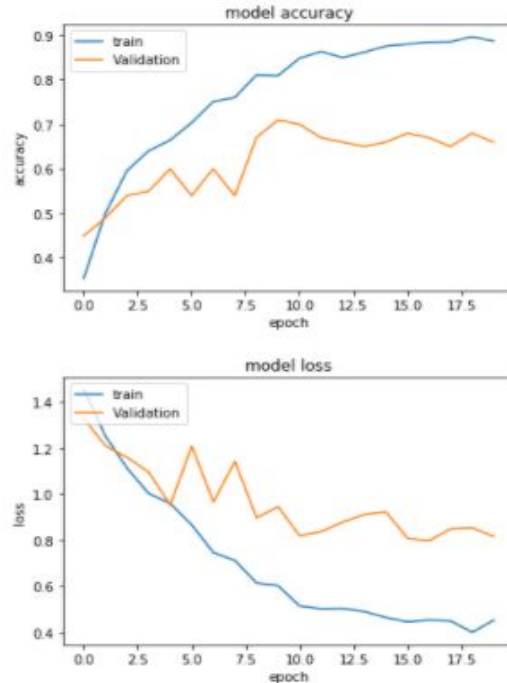 model accuracy
0.9
train
Validation
0.8
0.7
accuracy
0.6
0.5
0.4
0.0 2.5 5.0 7.5 10.0 12.5 15.0 17.5
epoch
model loss
train
1.4
Validation
1.2
1.0
loss
0.8
0.6
0.4
0.0 2.5 5.0 7.5 10.0 12.5 15.0 17.5
epoch